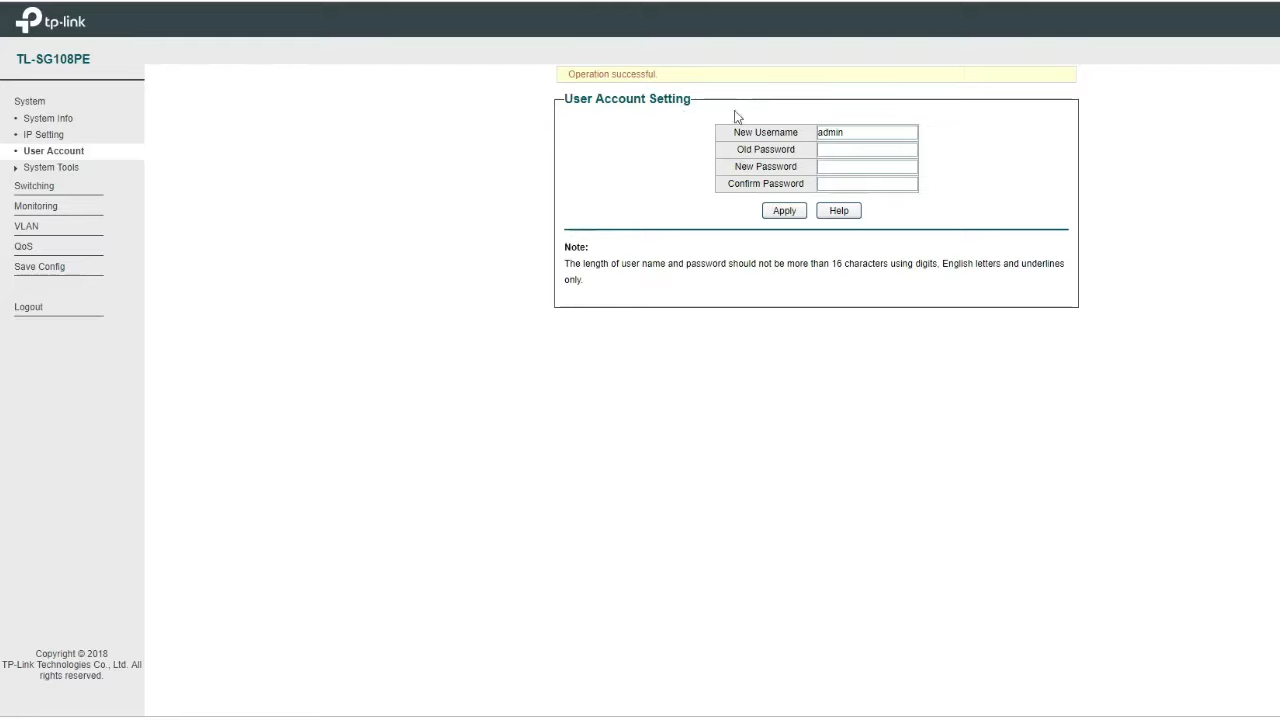 tp-link
TL-SG108PE
System
• System Info
• IP Setting
• User Account
System Tools
Switching
Monitoring
VLAN
QoS
Save Config
Logout
Copyright © 2018
TP-Link Technologies Co., Ltd. All
rights reserved.
Operation successful.
User Account Setting
New Username admin
Old Password
New Password
Confirm Password
Apply Help
Note:
The length of user name and password should not be more than 16 characters using digits, English letters and underlines
only.